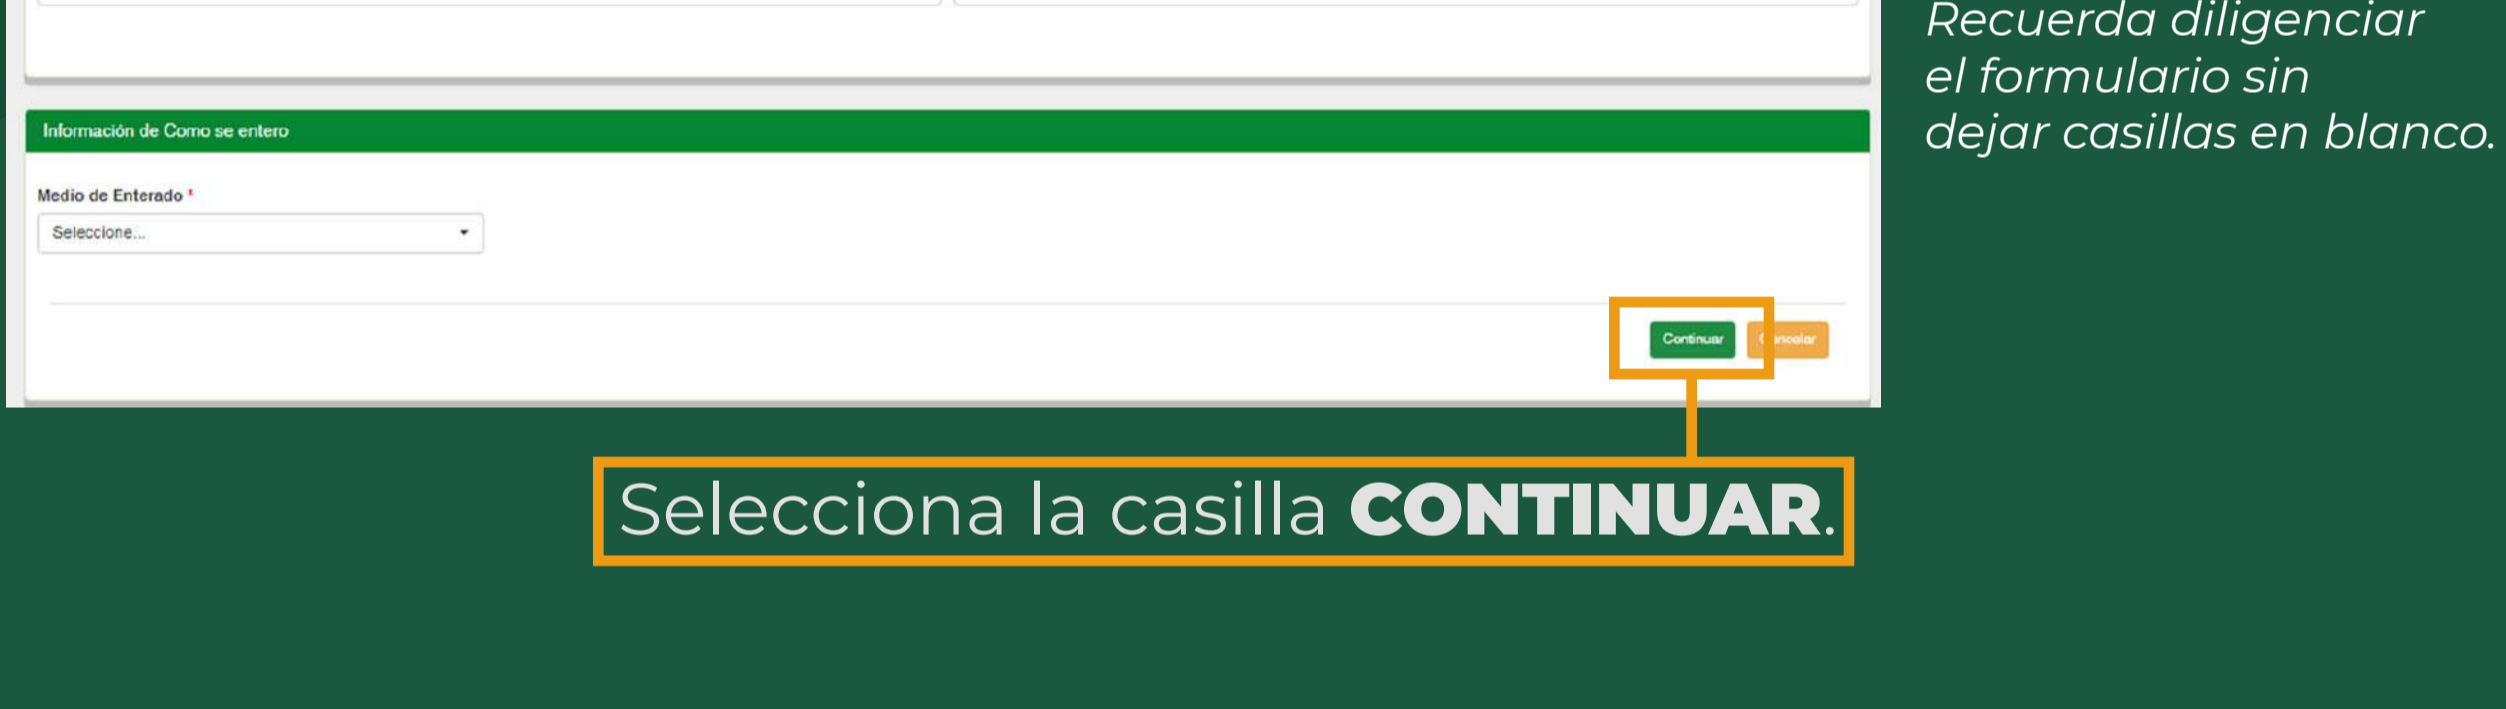 Recuerda diligenciar
el formulario sin
dejar casillas en blanco.
Información de Como se entero
Medio de Enterado *
Seleccione...
Continuar
Cancelar
Selecciona la casilla CONTINUAR.